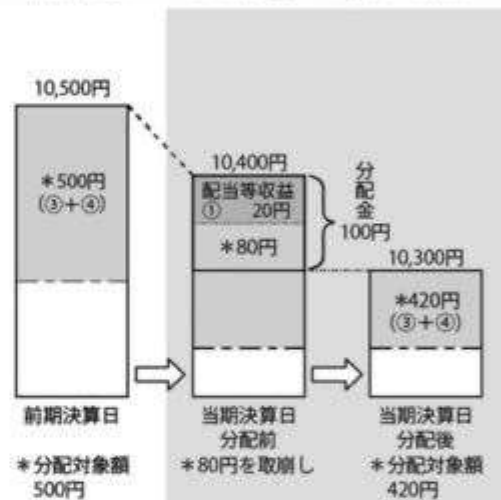 10,500円
*500円
(③+④)
10,400円
配当等収益
① 20円
*80円
分配金
100円
10,300円
*420円
(③+④)
前期決算日
当期決算日
分配前
当期決算日
分配後
*分配対象額
500円
*80円を取崩し
*分配対象額
420円